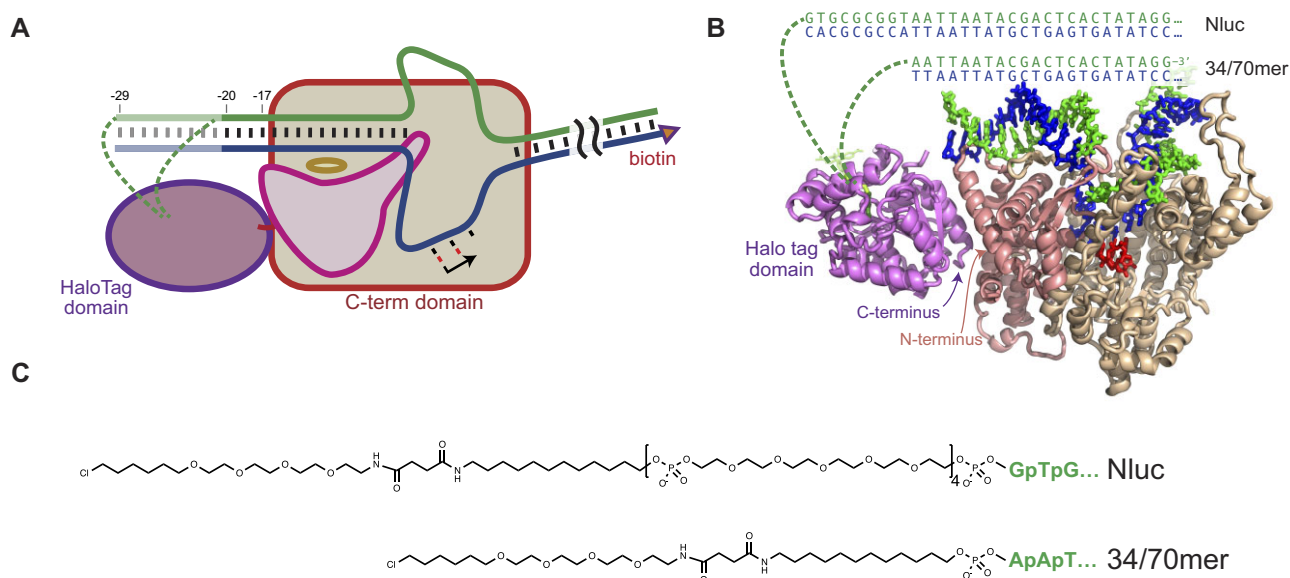 A
-29
-20
-17
biotin
HaloTag
domain
C-term domain
B
GTGCGCGGTAATTAATACGACTCACTATAGG…
CACGCGCCATTAATTATGCTGAGTGATATCC…
Nluc
AATTAATACGACTCACTATAGG–3'
TTAATTATGCTGAGTGATATCC…
34/70mer
Halo tag
domain
C-terminus
N-terminus
C
Cl O O O O N H O O N H O P O- O O O O O O O O 4 O P O- O O GpTpG... Nluc
Cl O O O O N H O O N H O P O- O O ApApT... 34/70mer